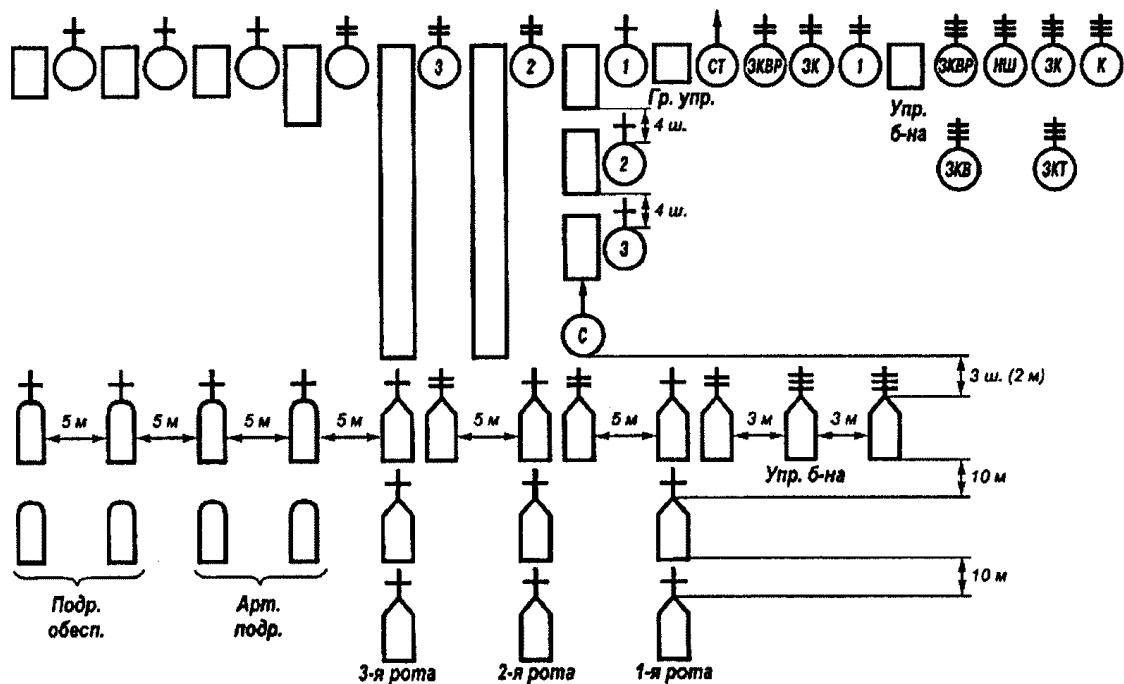 3 2 1 СТ ЗКВР ЗК 1 ЗКВР НШ ЗК К
Гр. упр.
Упр.
б-на
4 ш.
2
ЗКВ ЗКТ
4 ш.
3
С
3 ш. (2 м)
5 м 5 м 5 м 5 м 5 м 5 м 3 м 3 м
Упр. б-на
10 м
10 м
Подр.
обесп.
Арт.
подр.
3-я рота 2-я рота 1-я рота